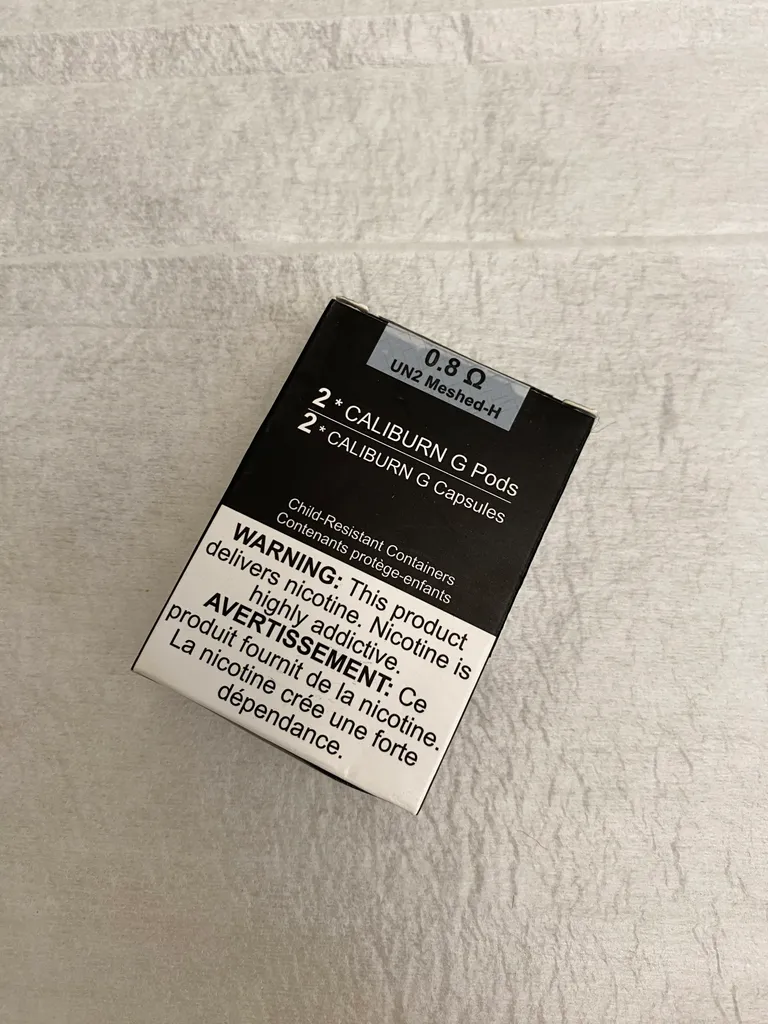 0.8 Ω
UN2 Meshed-H
2 * CALIBURN G Pods
2 * CALIBURN G Capsules
Child-Resistant Containers
Contenants protège-enfants
WARNING: This product
delivers nicotine. Nicotine is
highly addictive.
AVERTISSEMENT: Ce
produit fournit de la nicotine.
La nicotine crée une forte
dépendance.